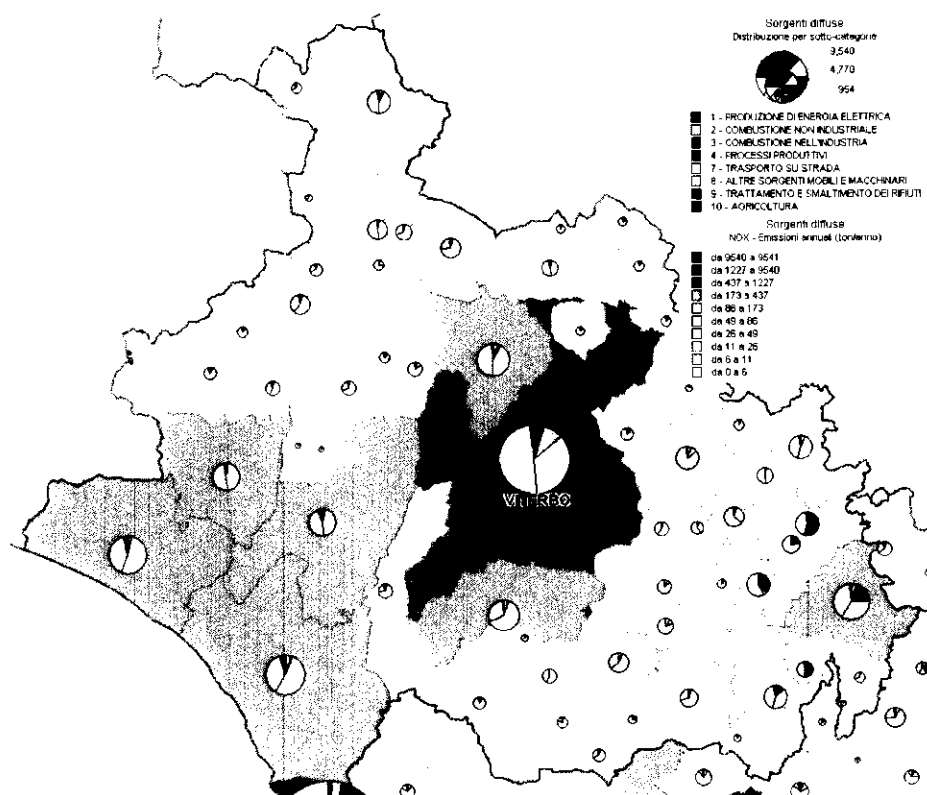 Sorgenti diffuse
Distribuzione per sotto-categorie
9,540
4,770
954
1 - PRODUZIONE DI ENERGIA ELETTRICA
2 - COMBUSTIONE NON INDUSTRIALE
3 - COMBUSTIONE NELL'INDUSTRIA
4 - PROCESSI PRODUTTIVI
7 - TRASPORTO SU STRADA
8 - ALTRE SORGENTI MOBILI E MACCHINARI
9 - TRATTAMENTO E SMALTIMENTO DEI RIFIUTI
10 - AGRICOLTURA
Sorgenti diffuse
NOX - Emissioni annuali (ton/anno)
da 9540 a 9541
da 1227 a 9540
da 437 a 1227
da 173 a 437
da 86 a 173
da 49 a 86
da 26 a 49
da 11 a 26
da 6 a 11
da 0 a 6
VITERBO